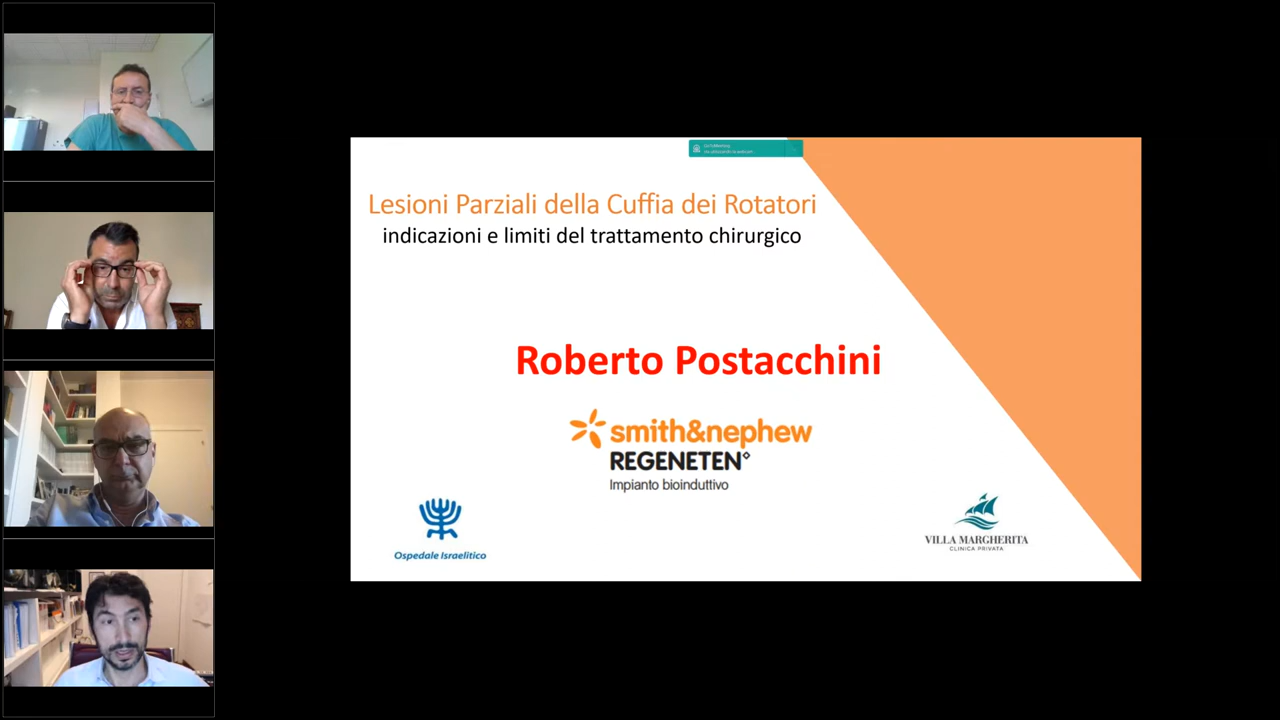 Lesioni Parziali della Cuffia dei Rotatori
indicazioni e limiti del trattamento chirurgico
Roberto Postacchini
smith&nephew
REGENETEN
Impianto bioinduttivo
Ospedale Israelitico
VILLA MARGHERITA
CLINICA PRIVATA